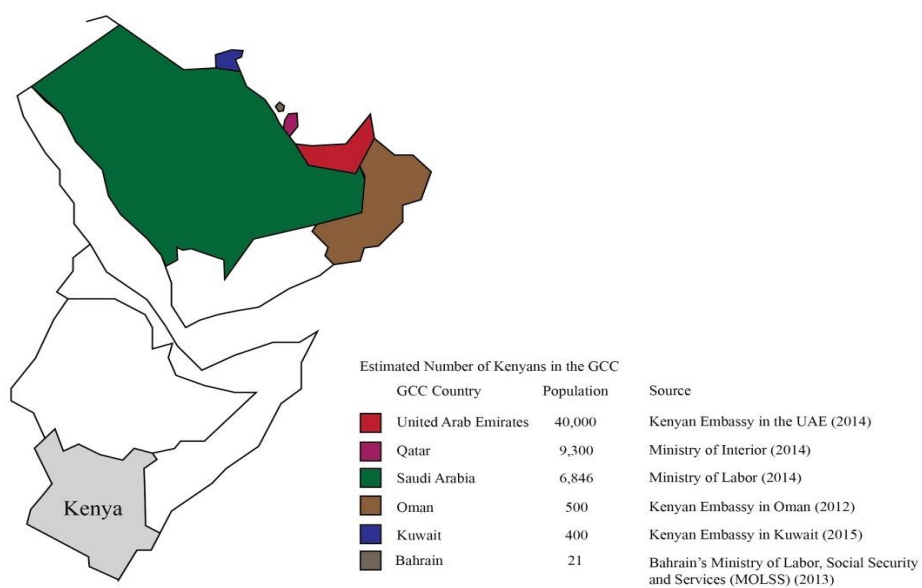 Kenya
Estimated Number of Kenyans in the GCC
GCC Country Population Source
United Arab Emirates 40,000 Kenyan Embassy in the UAE (2014)
Qatar 9,300 Ministry of Interior (2014)
Saudi Arabia 6,846 Ministry of Labor (2014)
Oman 500 Kenyan Embassy in Oman (2012)
Kuwait 400 Kenyan Embassy in Kuwait (2015)
Bahrain 21 Bahrain's Ministry of Labor, Social Security
and Services (MOLSS) (2013)